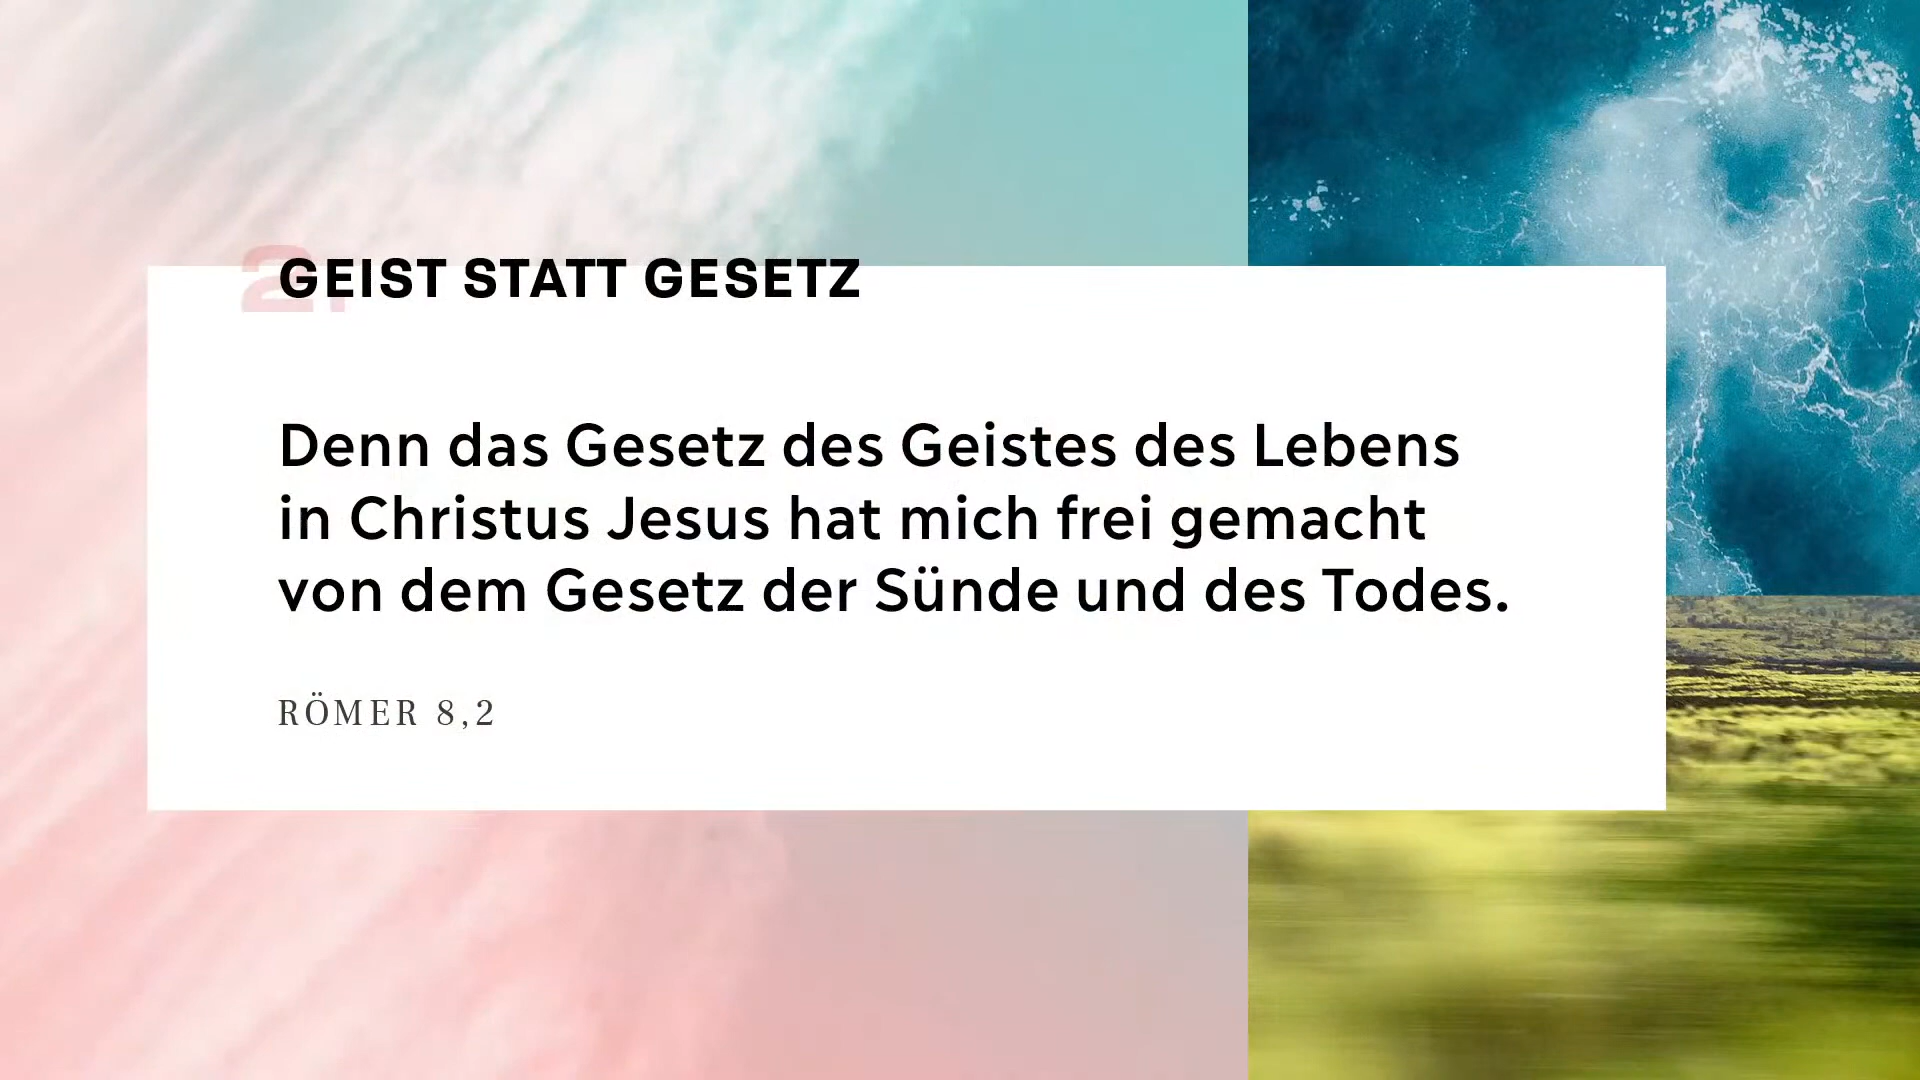 2. GEIST STATT GESETZ
Denn das Gesetz des Geistes des Lebens
in Christus Jesus hat mich frei gemacht
von dem Gesetz der Sünde und des Todes.
RÖMER 8,2